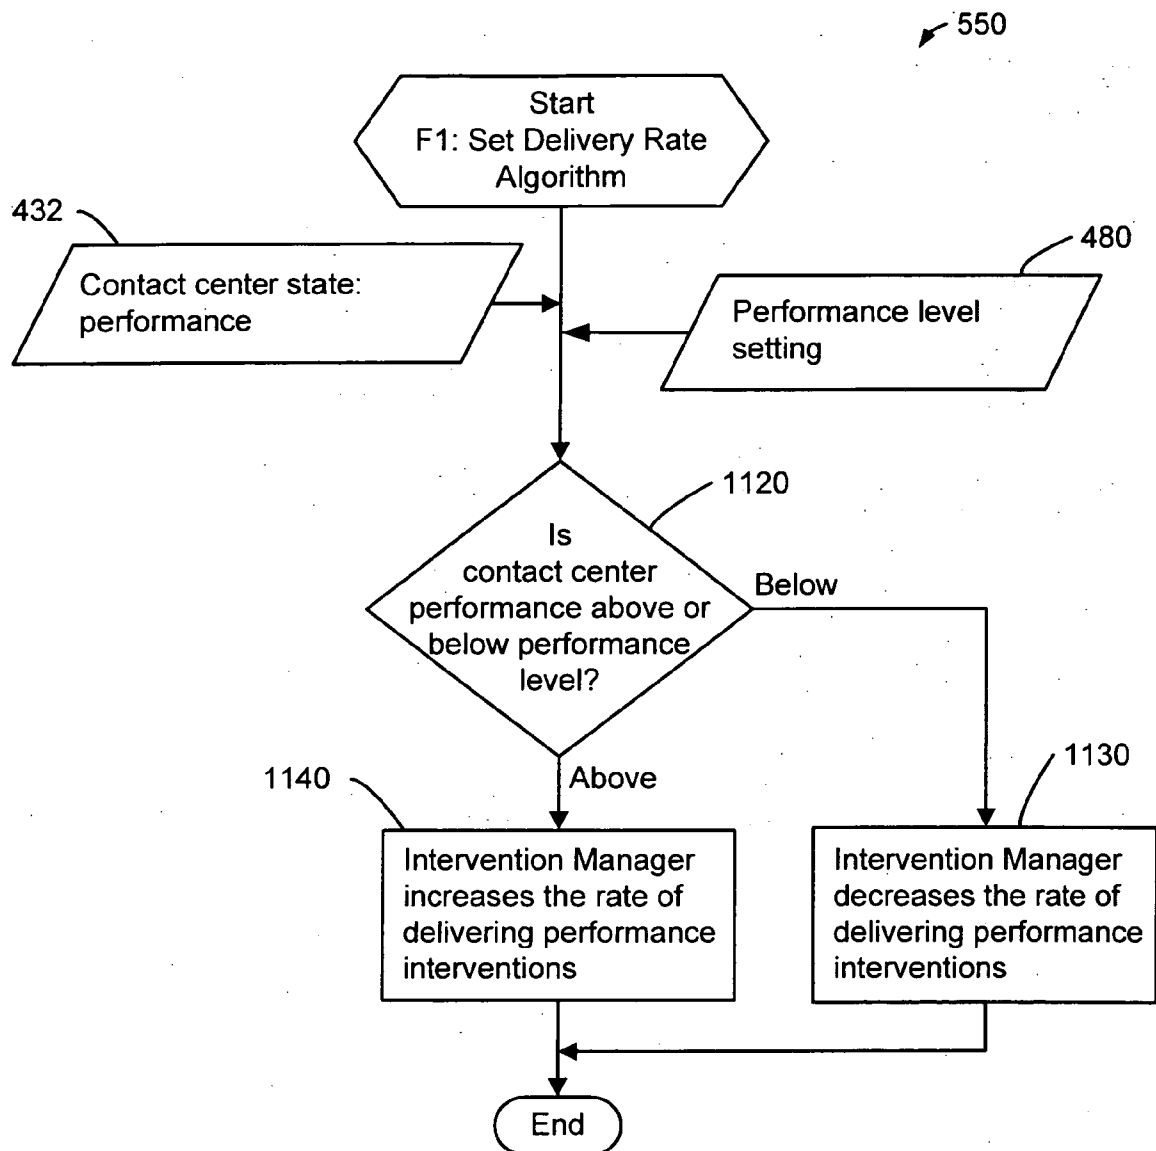 550
Start
F1: Set Delivery Rate
Algorithm
432
Contact center state:
performance
480
Performance level
setting
1120
Is
contact center
performance above or
below performance
level?
Below
Above
1140
Intervention Manager
increases the rate of
delivering performance
interventions
1130
Intervention Manager
decreases the rate of
delivering performance
interventions
End